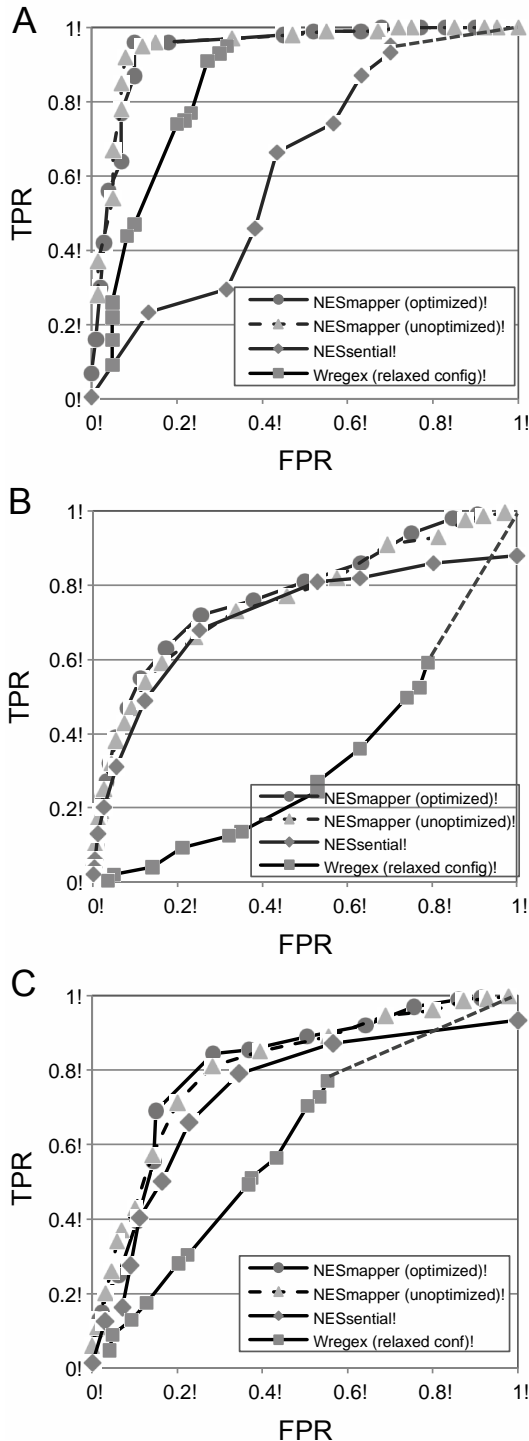 A
1!
0.8!
0.6!
0.4!
0.2!
0!
TPR
NESmapper (optimized)!
NESmapper (unoptimized)!
NESsential!
Wregex (relaxed config)!
0! 0.2! 0.4! 0.6! 0.8! 1!
FPR
B
1!
0.8!
0.6!
0.4!
0.2!
0!
TPR
NESmapper (optimized)!
NESmapper (unoptimized)!
NESsential!
Wregex (relaxed config)!
0! 0.2! 0.4! 0.6! 0.8! 1!
FPR
C
1!
0.8!
0.6!
0.4!
0.2!
0!
TPR
NESmapper (optimized)!
NESmapper (unoptimized)!
NESsential!
Wregex (relaxed conf)!
0! 0.2! 0.4! 0.6! 0.8! 1!
FPR